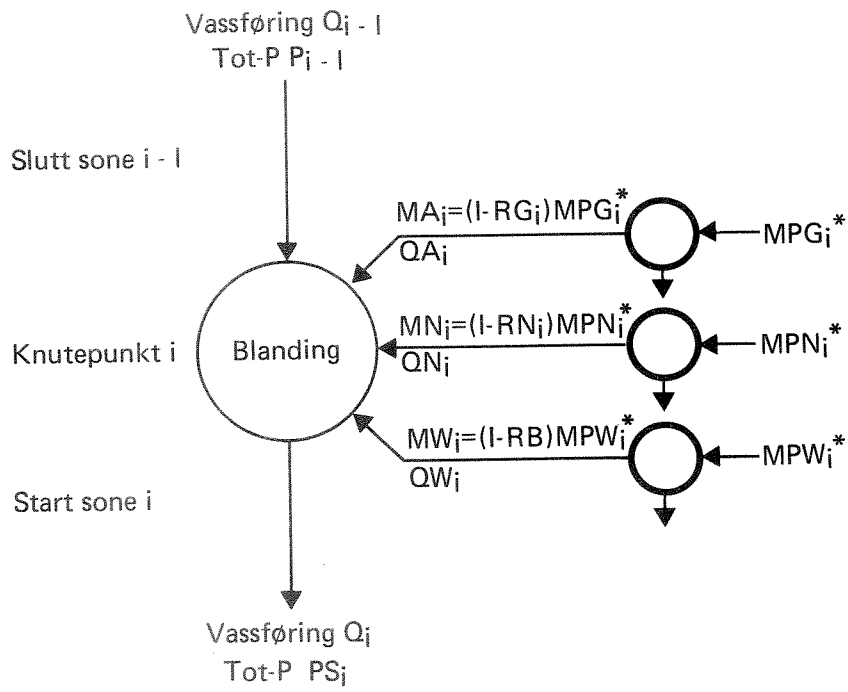 Vassføring Qi - I
Tot-P Pi - I
Slutt sone i - I
MAi=(I-RGi)MPGi*
QAi
MPGi*
Knutepunkt i
Blanding
MNi=(I-RNi)MPNi*
QNi
MPNi*
MWi=(I-RB)MPWi*
QWi
MPWi*
Start sone i
Vassføring Qi
Tot-P PSi